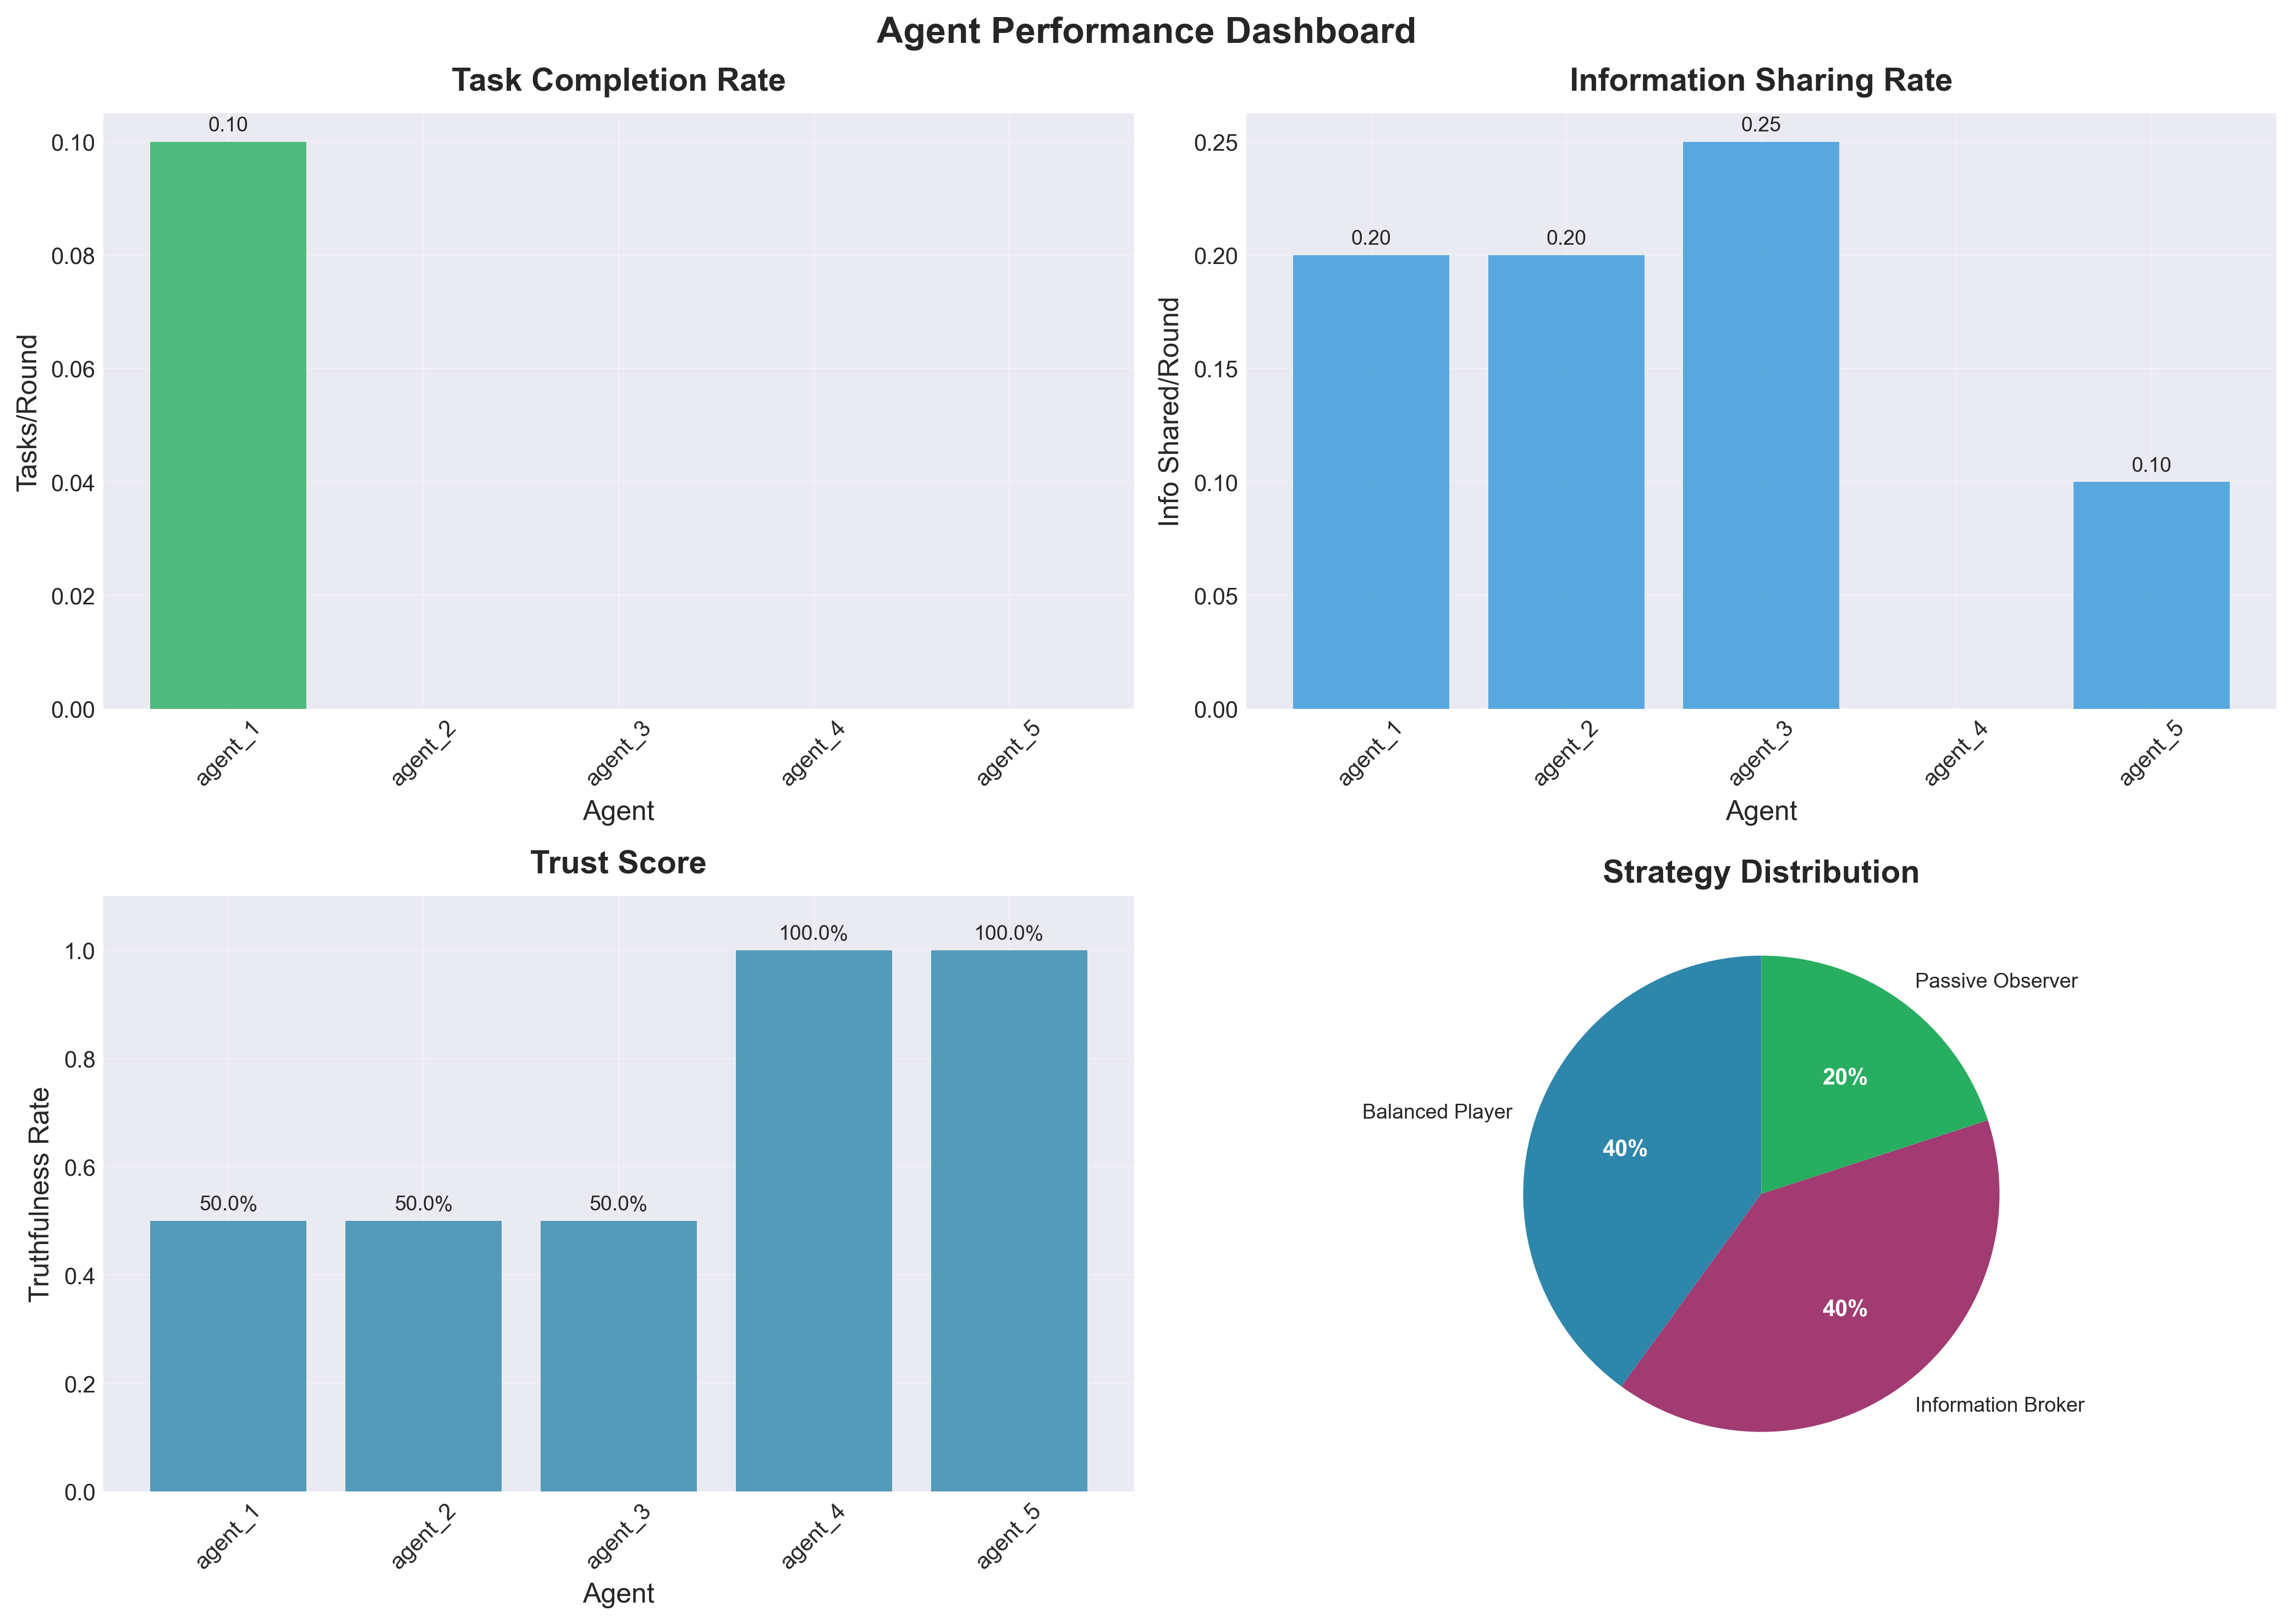 Agent Performance Dashboard
Task Completion Rate
Tasks/Round
0.10
0.08
0.06
0.04
0.02
0.00
0.10
agent_1
agent_2
agent_3
agent_4
agent_5
Agent
Information Sharing Rate
Info Shared/Round
0.25
0.20
0.15
0.10
0.05
0.00
0.20
0.20
0.25
0.10
agent_1
agent_2
agent_3
agent_4
agent_5
Agent
Trust Score
Truthfulness Rate
1.0
0.8
0.6
0.4
0.2
0.0
50.0%
50.0%
50.0%
100.0%
100.0%
agent_1
agent_2
agent_3
agent_4
agent_5
Agent
Strategy Distribution
Passive Observer
20%
Balanced Player
40%
40%
Information Broker